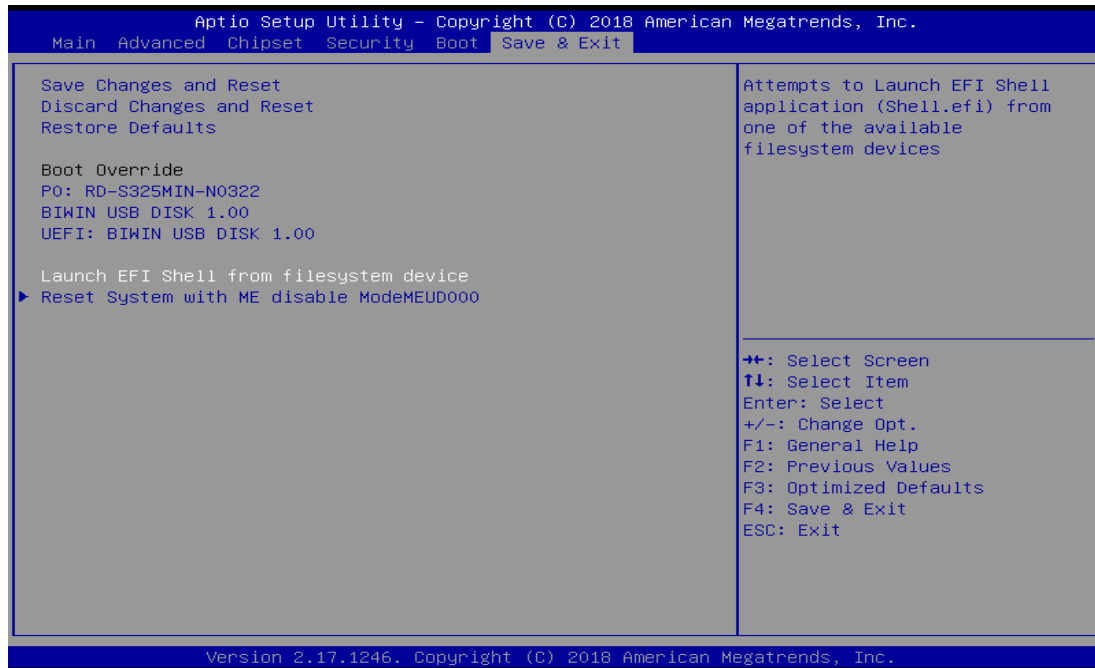 Aptio Setup Utility – Copyright (C) 2018 American Megatrends, Inc.
Main Advanced Chipset Security Boot Save & Exit
Save Changes and Reset
Discard Changes and Reset
Restore Defaults
Boot Override
P0: RD-S325MIN-N0322
BIWIN USB DISK 1.00
UEFI: BIWIN USB DISK 1.00
Launch EFI Shell from filesystem device
► Reset System with ME disable ModeMEUD000
Attempts to Launch EFI Shell
application (Shell.efi) from
one of the available
filesystem devices
→←: Select Screen
↑↓: Select Item
Enter: Select
+/-: Change Opt.
F1: General Help
F2: Previous Values
F3: Optimized Defaults
F4: Save & Exit
ESC: Exit
Version 2.17.1246. Copyright (C) 2018 American Megatrends, Inc.